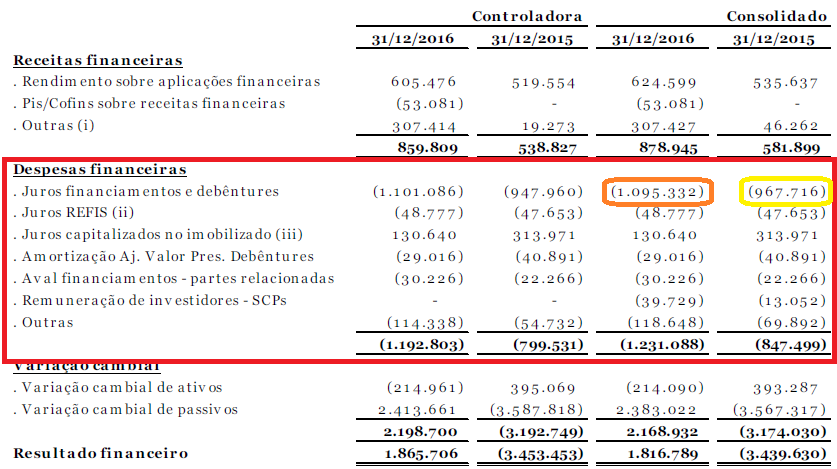 Controladora Consolidado
31/12/2016 31/12/2015 31/12/2016 31/12/2015
Receitas financeiras
. Rendimento sobre aplicações financeiras 605.476 519.554 624.599 535.637
. Pis/Cofins sobre receitas financeiras (53.081) - (53.081) -
. Outras (i) 307.414 19.273 307.427 46.262
859.809 538.827 878.945 581.899
Despesas financeiras
. Juros financiamentos e debêntures (1.101.086) (947.960) (1.095.332) (967.716)
. Juros REFIS (ii) (48.777) (47.653) (48.777) (47.653)
. Juros capitalizados no imobilizado (iii) 130.640 313.971 130.640 313.971
. Amortização Aj. Valor Pres. Debêntures (29.016) (40.891) (29.016) (40.891)
. Aval financiamentos - partes relacionadas (30.226) (22.266) (30.226) (22.266)
. Remuneração de investidores - SCPs - - (39.729) (13.052)
. Outras (114.338) (54.732) (118.648) (69.892)
(1.192.803) (799.531) (1.231.088) (847.499)
Variação cambial
. Variação cambial de ativos (214.961) 395.069 (214.090) 393.287
. Variação cambial de passivos 2.413.661 (3.587.818) 2.383.022 (3.567.317)
2.198.700 (3.192.749) 2.168.932 (3.174.030)
Resultado financeiro 1.865.706 (3.453.453) 1.816.789 (3.439.630)